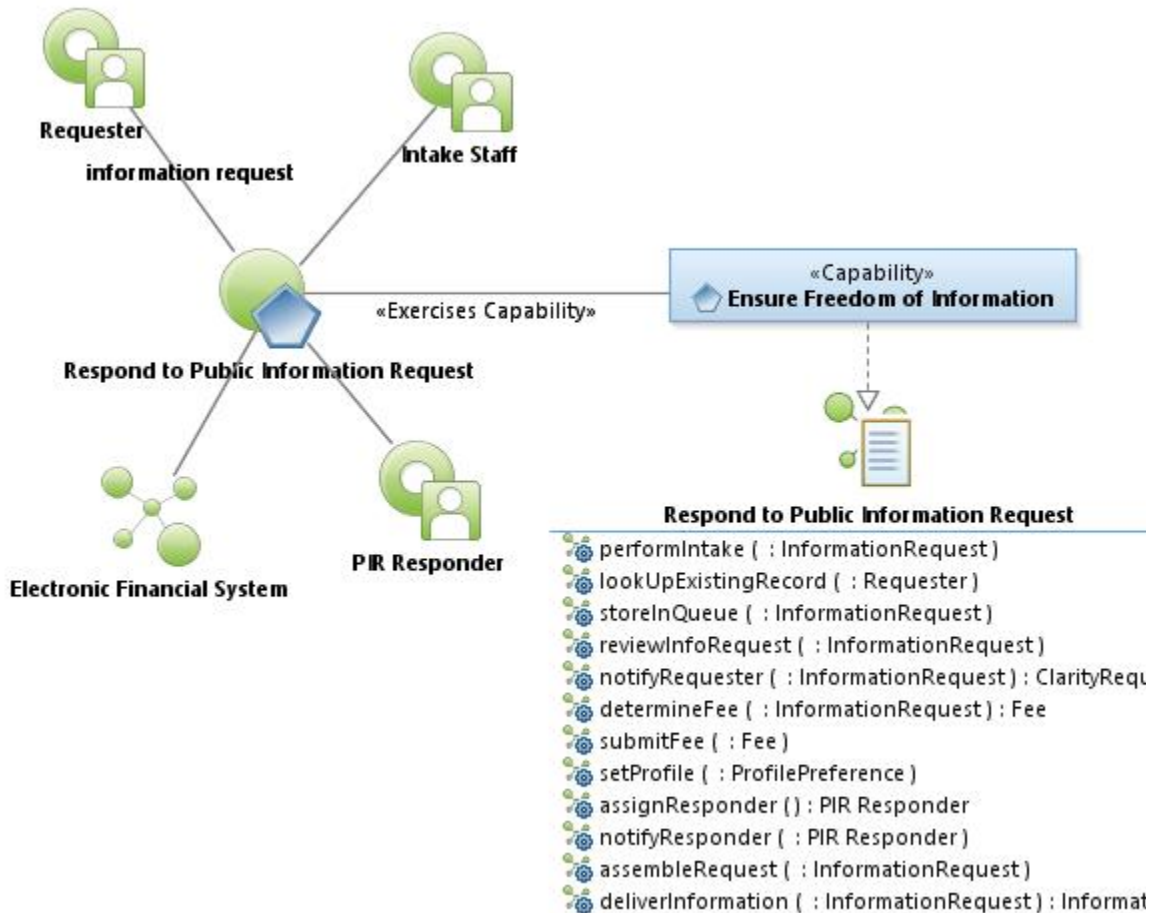 Requester
Intake Staff
information request
«Capability»
Ensure Freedom of Information
«Exercises Capability»
Respond to Public Information Request
Electronic Financial System
PIR Responder
Respond to Public Information Request
performIntake ( : InformationRequest )
lookUpExistingRecord ( : Requester )
storeInQueue ( : InformationRequest )
reviewInfoRequest ( : InformationRequest )
notifyRequester ( : InformationRequest ) : ClarityRequ
determineFee ( : InformationRequest ) : Fee
submitFee ( : Fee )
setProfile ( : ProfilePreference )
assignResponder ( ) : PIR Responder
notifyResponder ( : PIR Responder )
assembleRequest ( : InformationRequest )
deliverInformation ( : InformationRequest ) : Informat